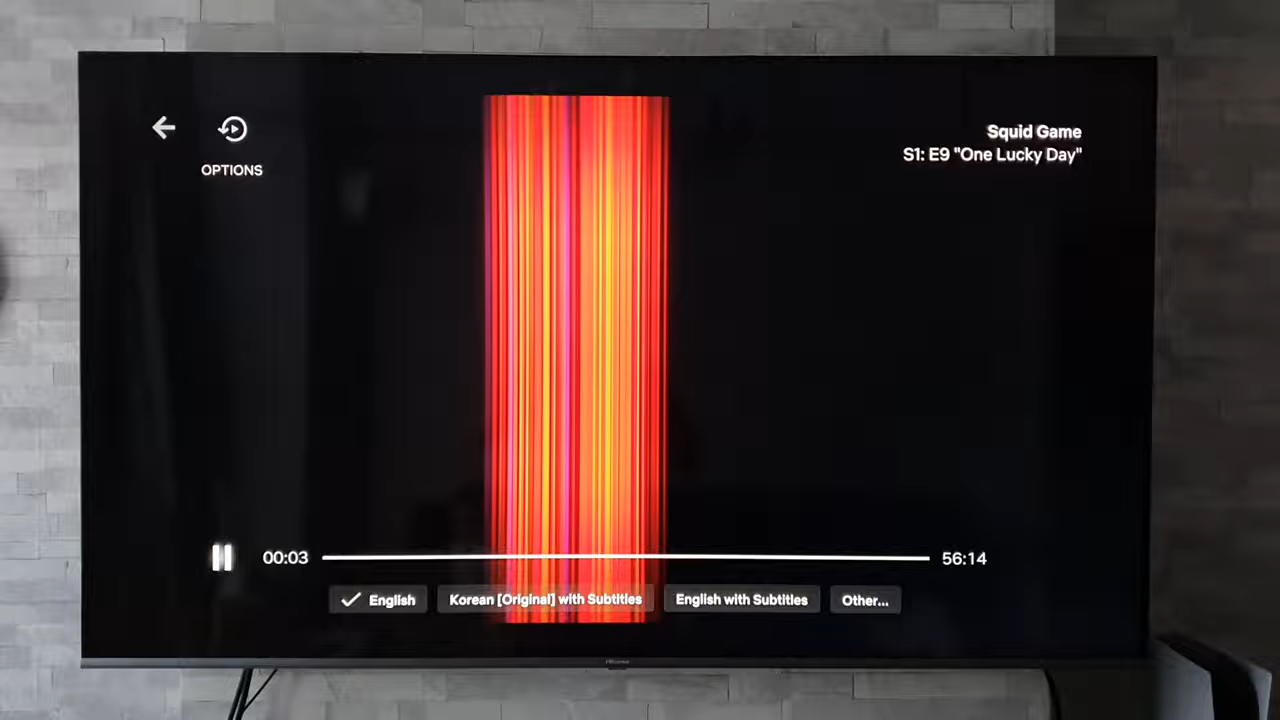 OPTIONS
Squid Game
S1: E9 "One Lucky Day"
00:03
56:14
English
Korean [Original] with Subtitles
English with Subtitles
Other...
Hisense